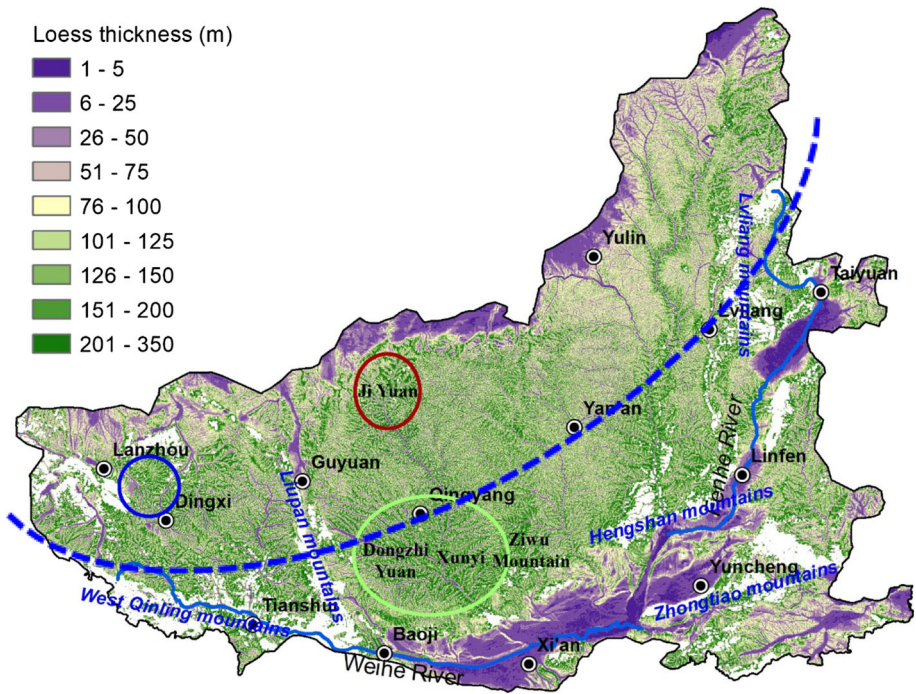 Loess thickness (m)
1 - 5
6 - 25
26 - 50
51 - 75
76 - 100
101 - 125
126 - 150
151 - 200
201 - 350
Yulin
Lvliang mountains
Taiyuan
Lvliang
Ji Yuan
Yan'an
Lanzhou
Guyuan
Linfen
Fenhe River
Dingxi
Liupan mountains
Qingyang
Hengshan mountains
Dongzhi
Yuan
Xunyi
Ziwu
Mountain
Yuncheng
Zhongtiao mountains
West Qinling mountains
Tianshui
Baoji
Xi'an
Weihe River